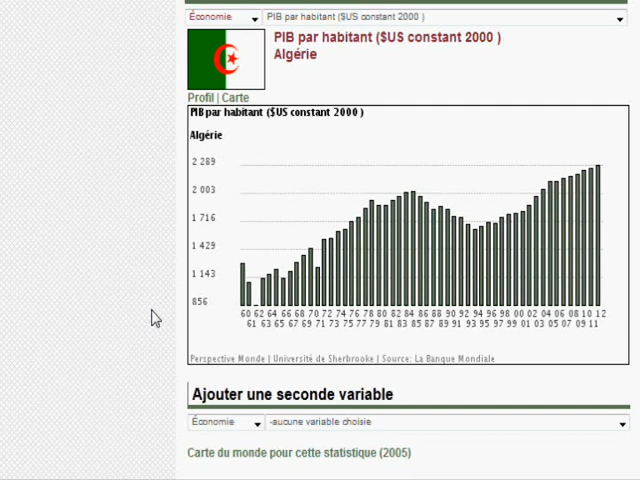 Économie PIB par habitant ($US constant 2000 )
PIB par habitant ($US constant 2000 )
Algérie
Profil | Carte
PIB par habitant ($US constant 2000 )
Algérie
2 289
2 003
1 716
1 429
1 143
856
60 62 64 66 68 70 72 74 76 78 80 82 84 86 88 90 92 94 96 98 00 02 04 06 08 10 12
61 63 65 67 69 71 73 75 77 79 81 83 85 87 89 91 93 95 97 99 01 03 05 07 09 11
Perspective Monde | Université de Sherbrooke | Source: La Banque Mondiale
Ajouter une seconde variable
Économie -aucune variable choisie
Carte du monde pour cette statistique (2005)